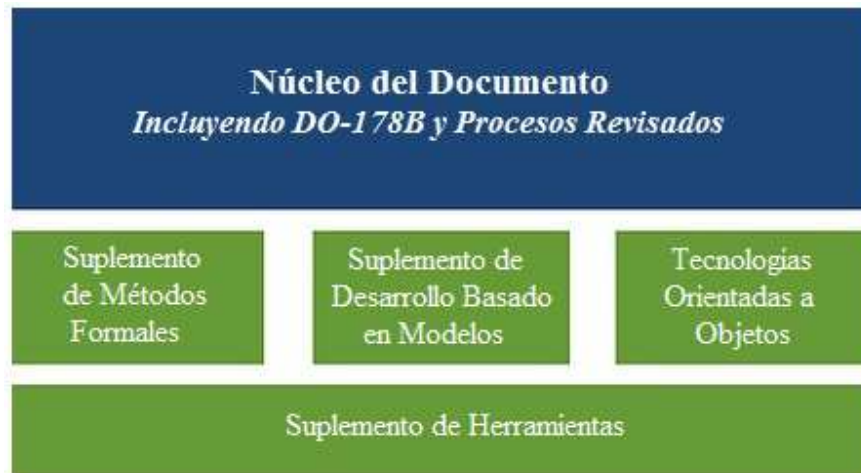 Núcleo del Documento
Incluyendo DO-178B y Procesos Revisados
Suplemento
de Métodos
Formales
Suplemento de
Desarrollo Basado
en Modelos
Tecnologías
Orientadas a
Objetos
Suplemento de Herramientas